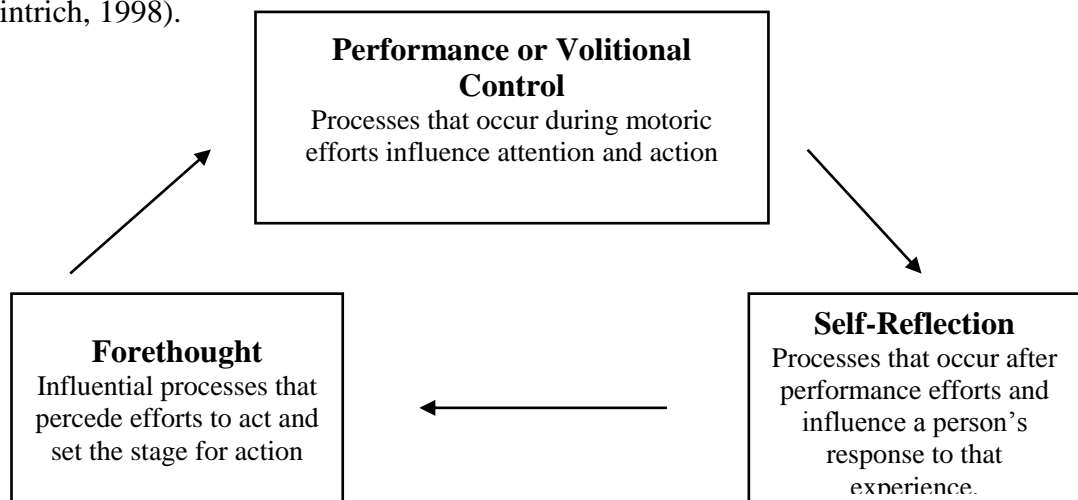 intrich, 1998).
Performance or Volitional
Control
Processes that occur during motoric
efforts influence attention and action
Forethought
Influential processes that
percede efforts to act and
set the stage for action
Self-Reflection
Processes that occur after
performance efforts and
influence a person’s
response to that
experience.